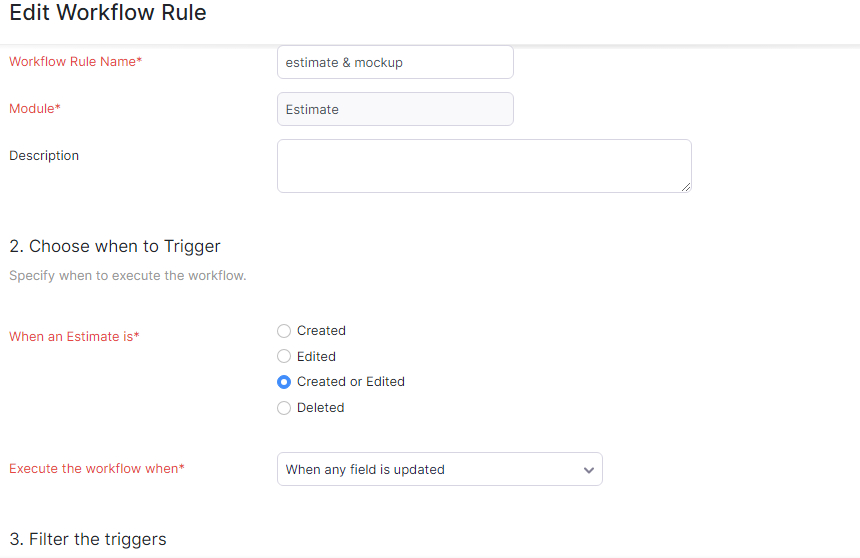 Edit Workflow Rule
Workflow Rule Name*
estimate & mockup
Module*
Estimate
Description
2. Choose when to Trigger
Specify when to execute the workflow.
When an Estimate is*
Created
Edited
Created or Edited
Deleted
Execute the workflow when*
When any field is updated
3. Filter the triggers